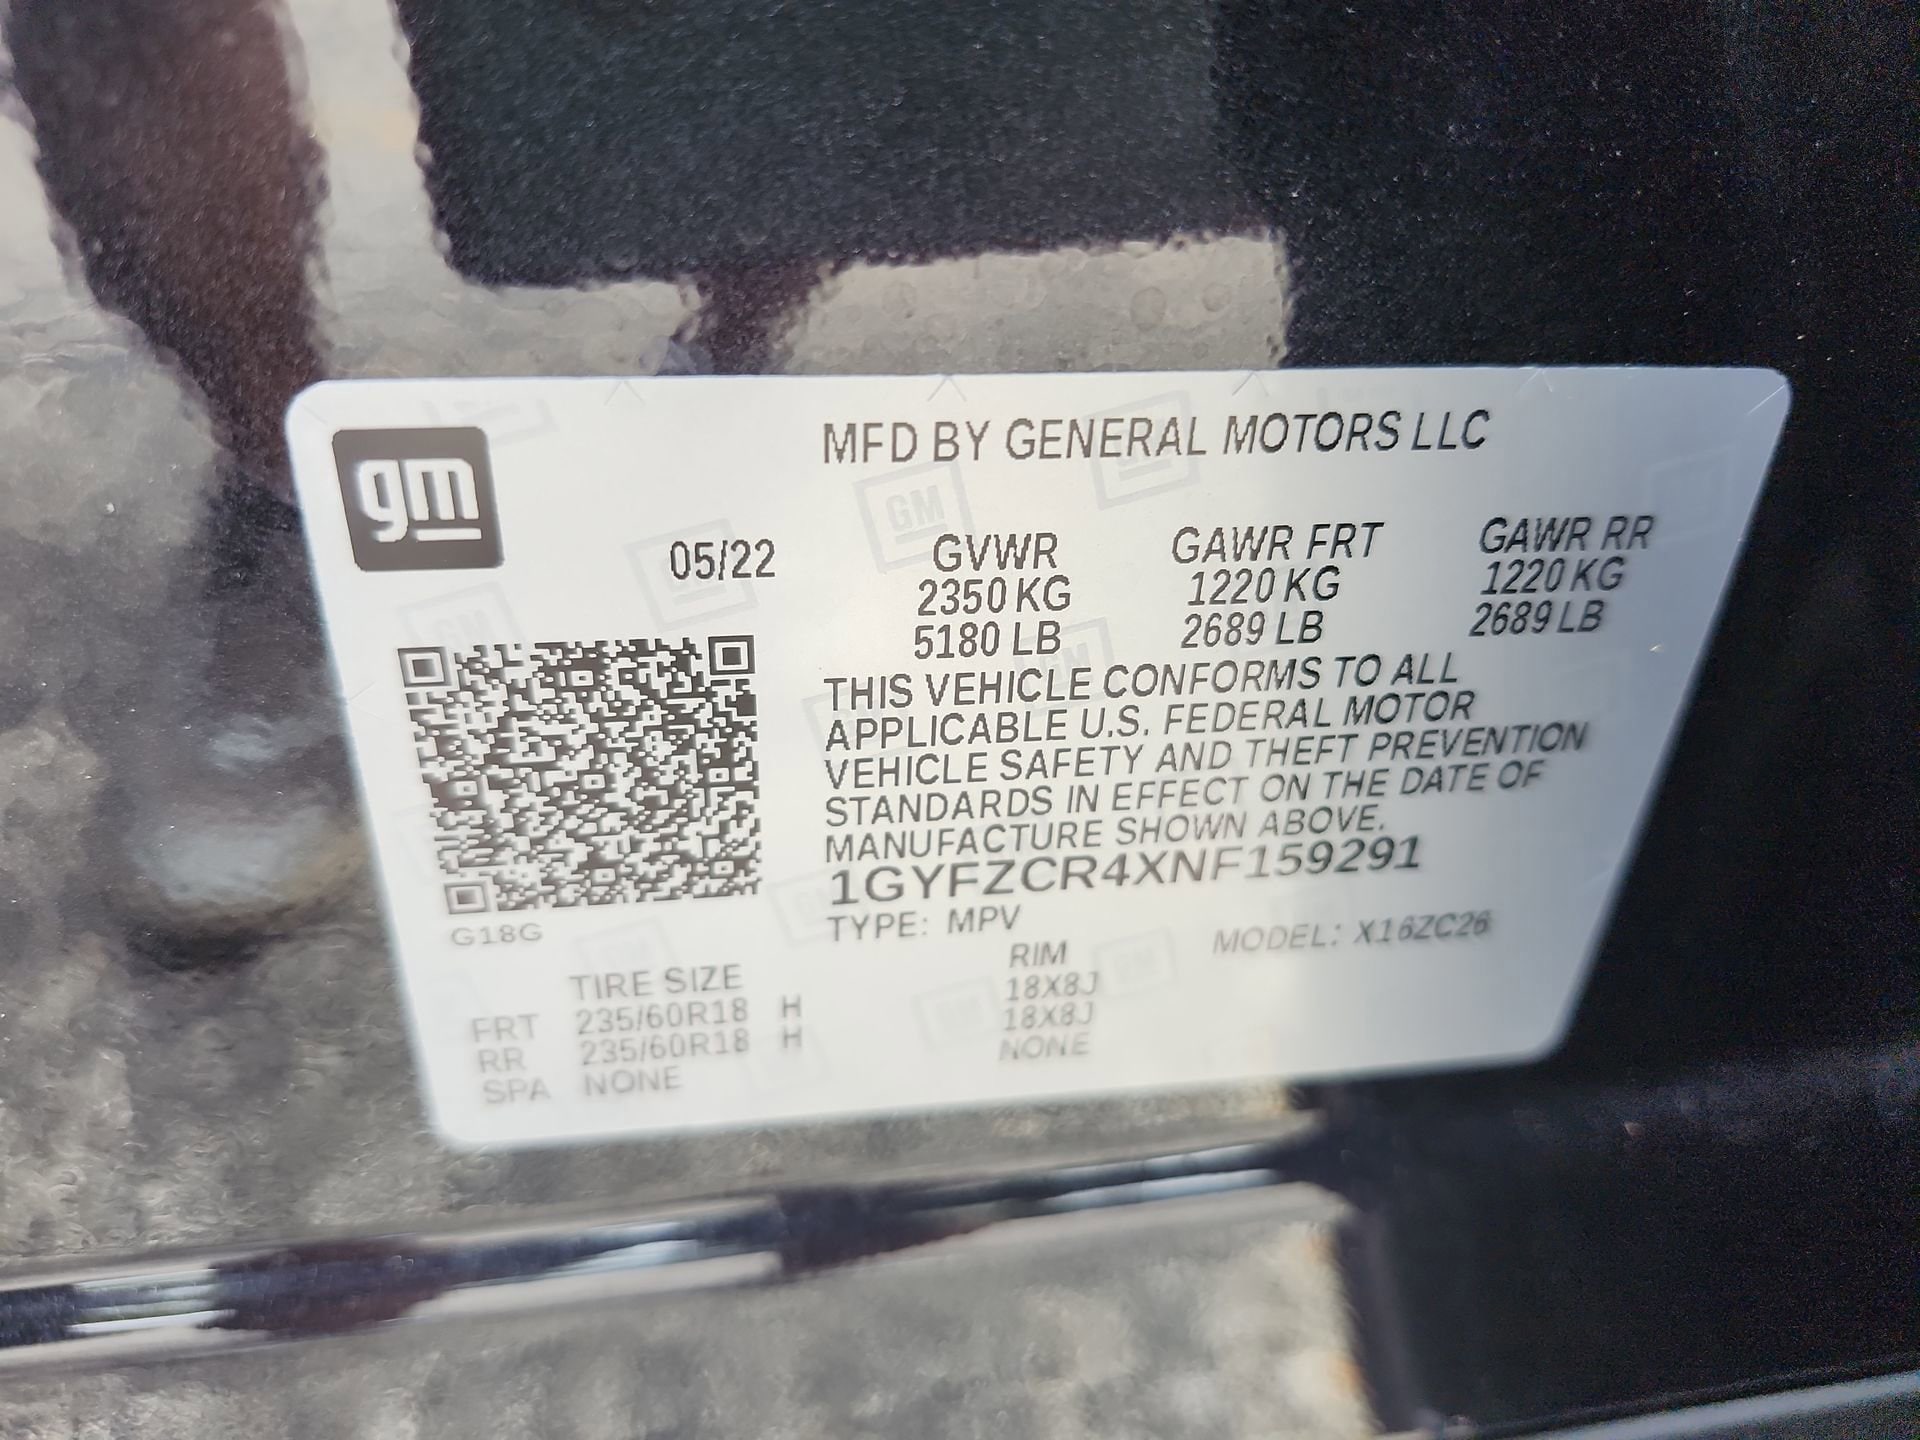 gm
MFD BY GENERAL MOTORS LLC
05/22
GVWR GAWR FRT GAWR RR
2350 KG 1220 KG 1220 KG
5180 LB 2689 LB 2689 LB
THIS VEHICLE CONFORMS TO ALL
APPLICABLE U.S. FEDERAL MOTOR
VEHICLE SAFETY AND THEFT PREVENTION
STANDARDS IN EFFECT ON THE DATE OF
MANUFACTURE SHOWN ABOVE.
1GYFZCR4XNF159291
G18G
TYPE: MPV MODEL: X16ZC26
TIRE SIZE RIM
FRT 235/60R18 H 18X8J
RR 235/60R18 H 18X8J
SPA NONE NONE